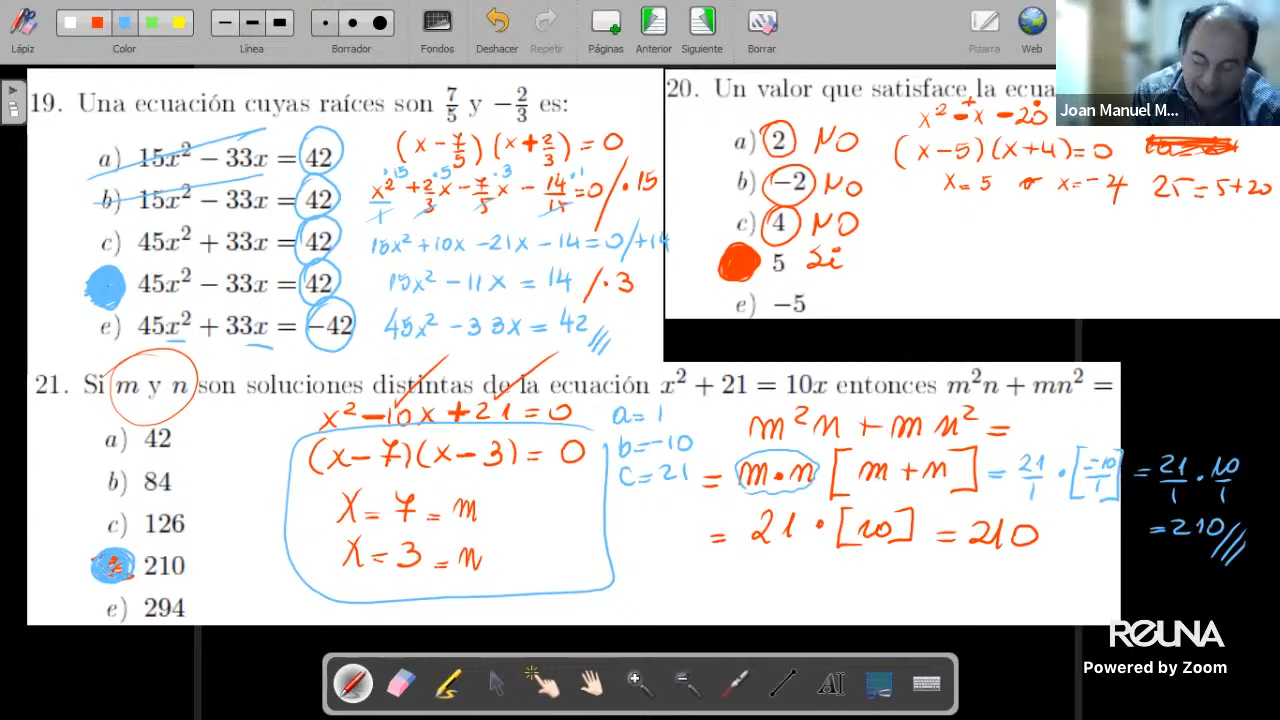 Lápiz Color Línea Borrador Fondos Deshacer Repetir Páginas Anterior Siguiente Borrar Pizarra Web
Joan Manuel M...
19. Una ecuación cuyas raíces son 7/5 y −2/3 es:
(x − 7/5)(x + 2/3) = 0
a) 15x² − 33x = 42
·15 ·5 ·3 ·1
x²/1 + 2/3 x − 7/5 x − 14/15 = 0 / ·15
b) 15x² − 33x = 42
c) 45x² + 33x = 42
15x² + 10x − 21x − 14 = 0 / +14
45x² − 33x = 42
15x² − 11x = 14 / ·3
e) 45x² + 33x = −42
45x² − 33x = 42
20. Un valor que satisface la ecua
x² − x − 20
a) 2 NO
(x − 5)(x + 4) = 0
b) −2 NO
x = 5 o x = −4 25 = 5 + 20
c) 4 NO
5 Si
e) −5
21. Si m y n son soluciones distintas de la ecuación x² + 21 = 10x entonces m²n + mn² =
x² − 10x + 21 = 0
(x − 7)(x − 3) = 0
x = 7 = m
x = 3 = n
a = 1
b = −10
c = 21
m²n + mn² =
= m · n [m + n] = 21/1 · [− −10/1] = 21/1 · 10/1
= 21 · [10] = 210
= 210
a) 42
b) 84
c) 126
210
e) 294
REUNA
Powered by Zoom